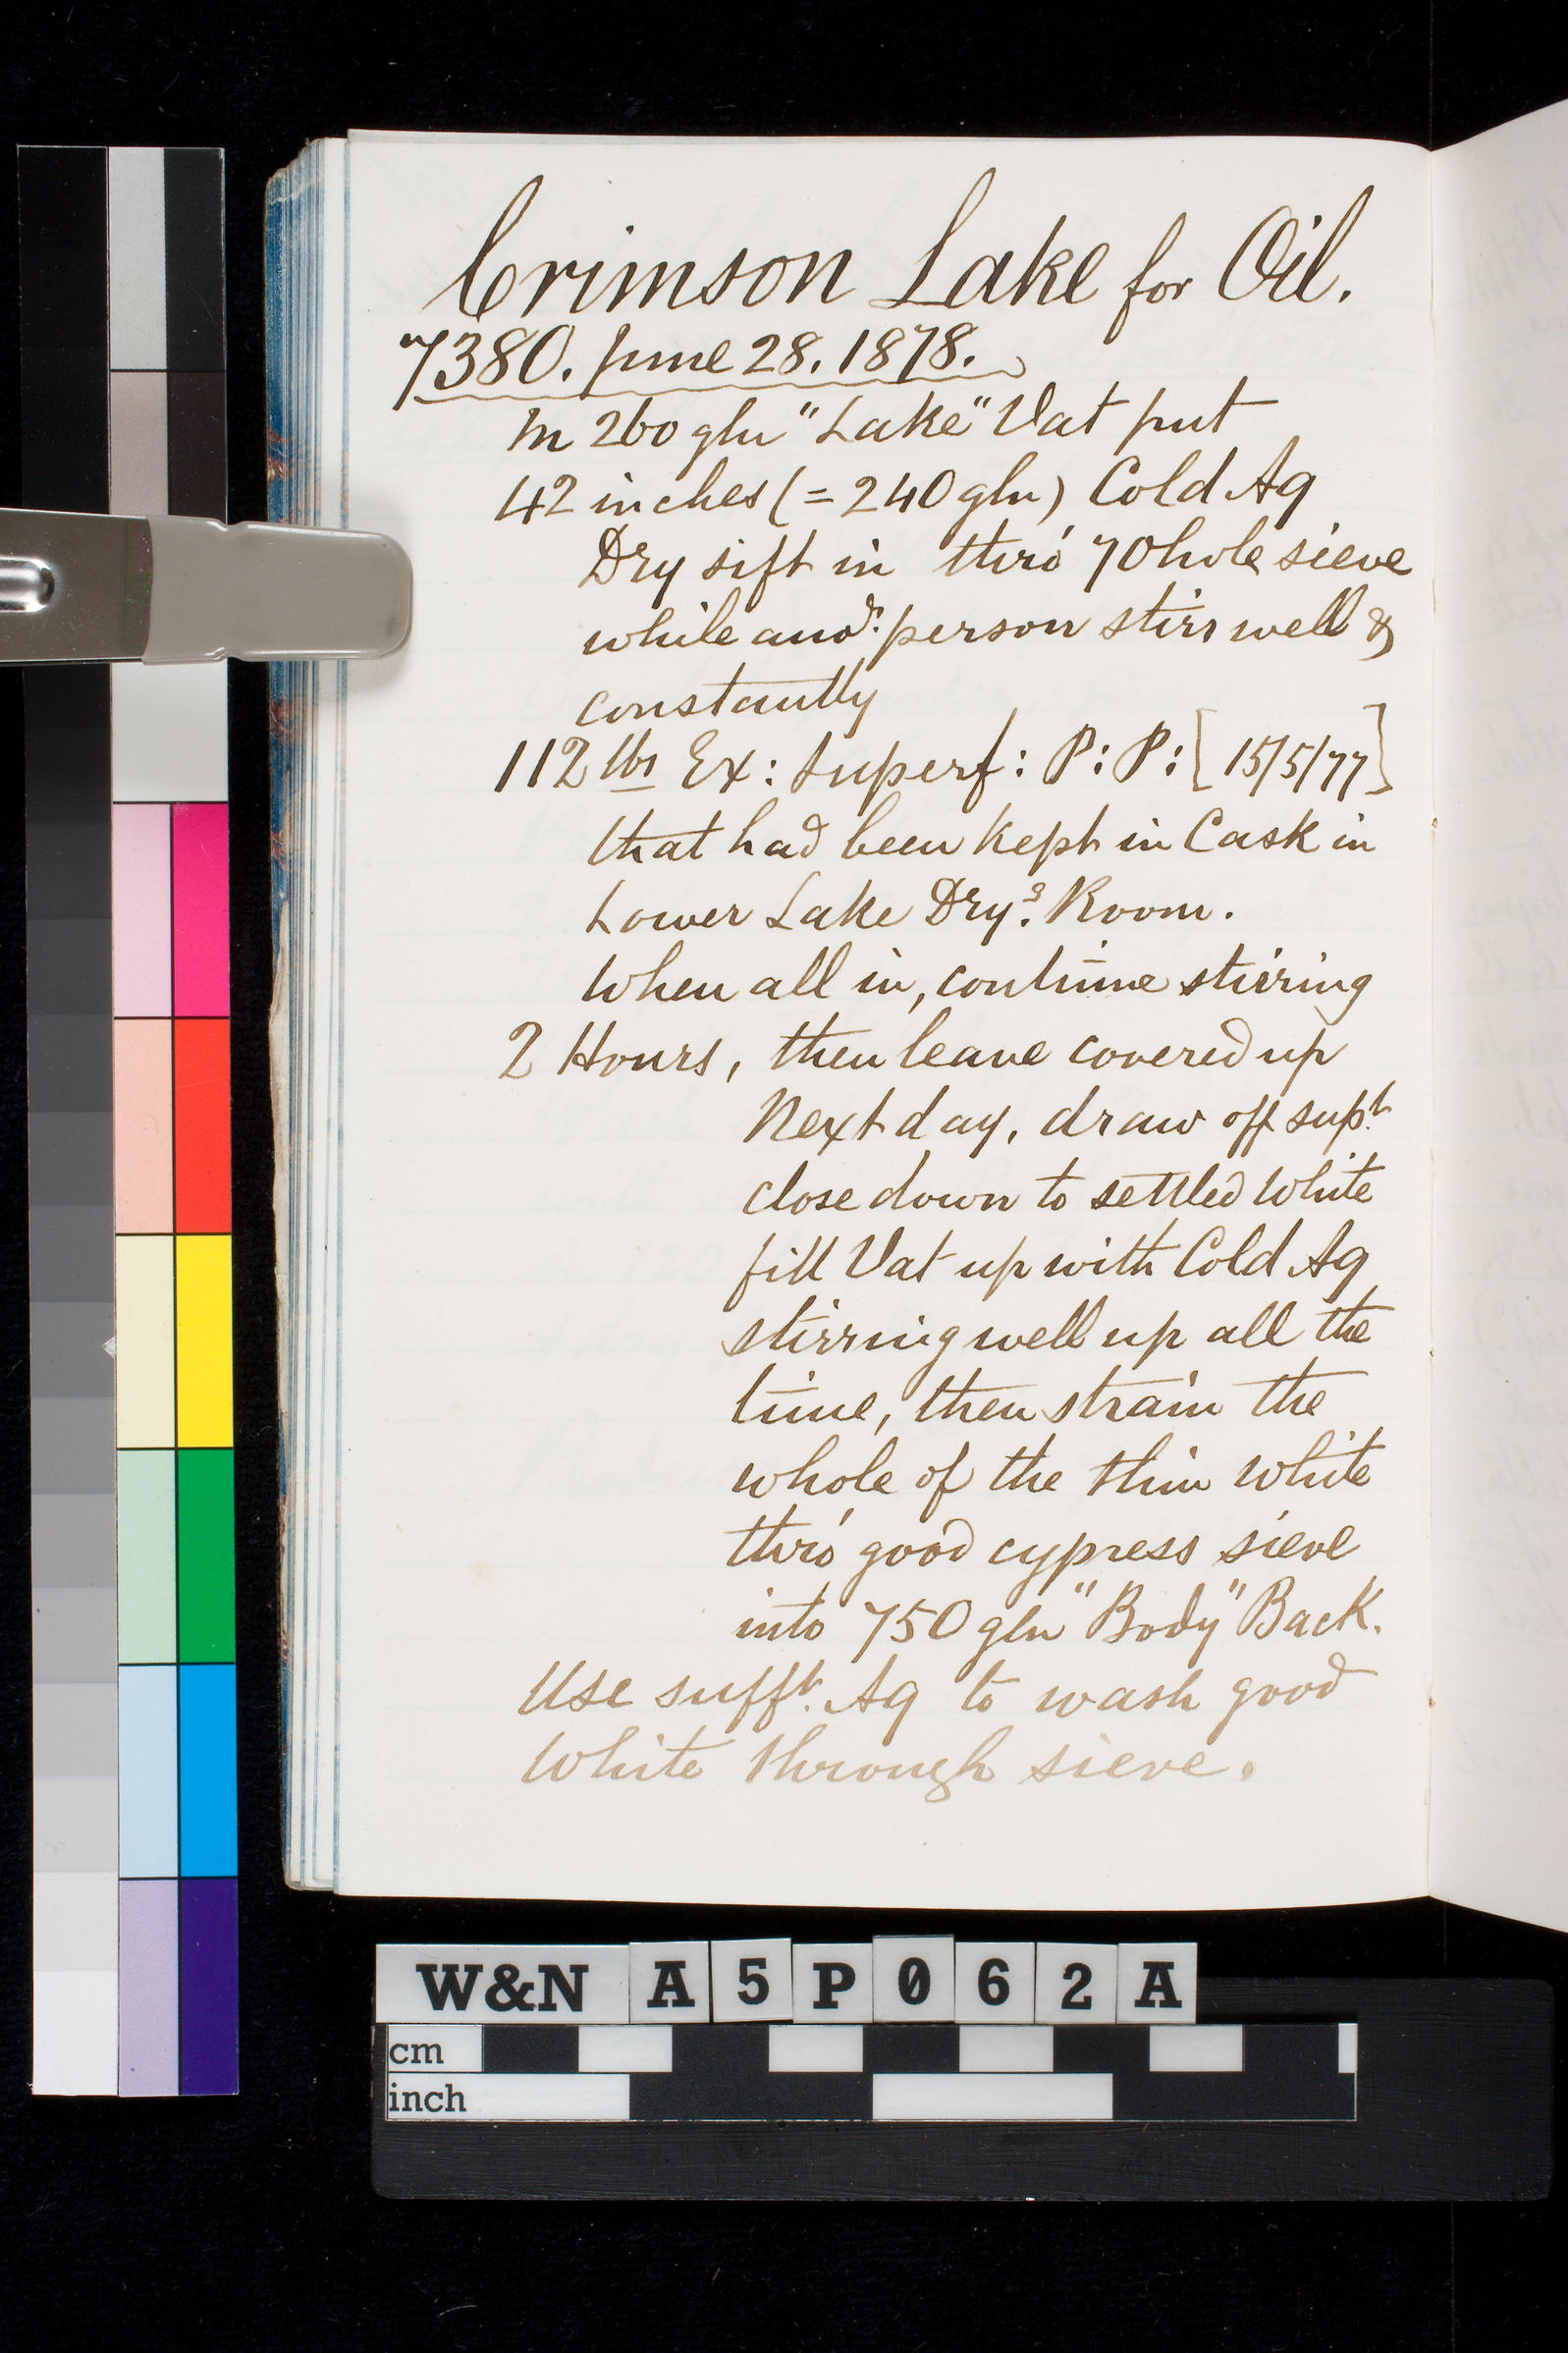 Crimson Lake for Oil.
7380. June 28. 1878.
In 260 gln "Lake" Vat put
42 inches (= 240 gln) Cold Aq
Dry sift in thro' 70 hole sieve
while anor: person stirs well &
constantly
112 lbs Ex: Superf: P: P: [15/5/77]
that had been kept in Cask in
Lower Lake Dryg. Room.
When all in, continue stirring
2 Hours, then leave covered up
Next day, draw off supt.
close down to settled White
fill Vat up with Cold Aq
stirring well up all the
time, then strain the
whole of the thin White
thro' good cypress sieve
into 750 gln "Body" Back.
Use sufft. Aq to wash good
White through sieve.
W&N A5P062A
cm
inch